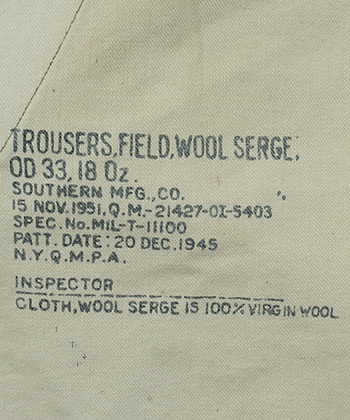 TROUSERS,FIELD,WOOL SERGE,
OD 33, 18 Oz.
SOUTHERN MFG.,CO.
15 NOV.1951, Q.M.-21427-OI-5403
SPEC. No. MIL-T-11100
PATT. DATE: 20 DEC. 1945
N.Y.Q.M.P.A.
INSPECTOR
CLOTH, WOOL SERGE IS 100% VIRGIN WOOL